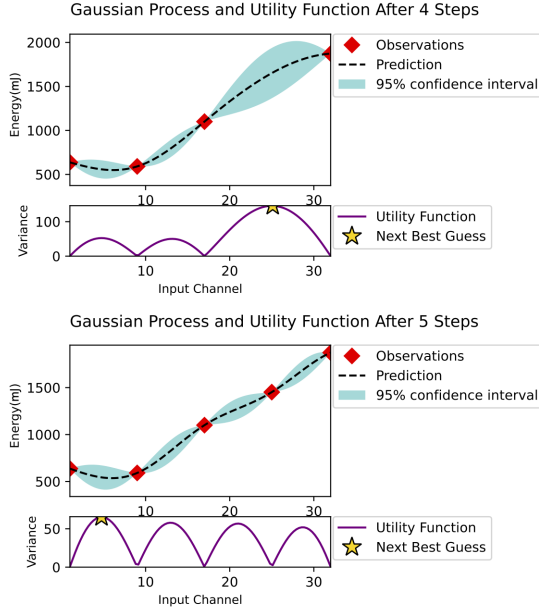 Gaussian Process and Utility Function After 4 Steps
2000
1500
1000
500
Energy(mJ)
10
20
30
Observations
Prediction
95% confidence interval
100
0
Variance
10
20
30
Input Channel
Utility Function
Next Best Guess
Gaussian Process and Utility Function After 5 Steps
1500
1000
500
Energy(mJ)
10
20
30
Observations
Prediction
95% confidence interval
50
0
Variance
10
20
30
Input Channel
Utility Function
Next Best Guess